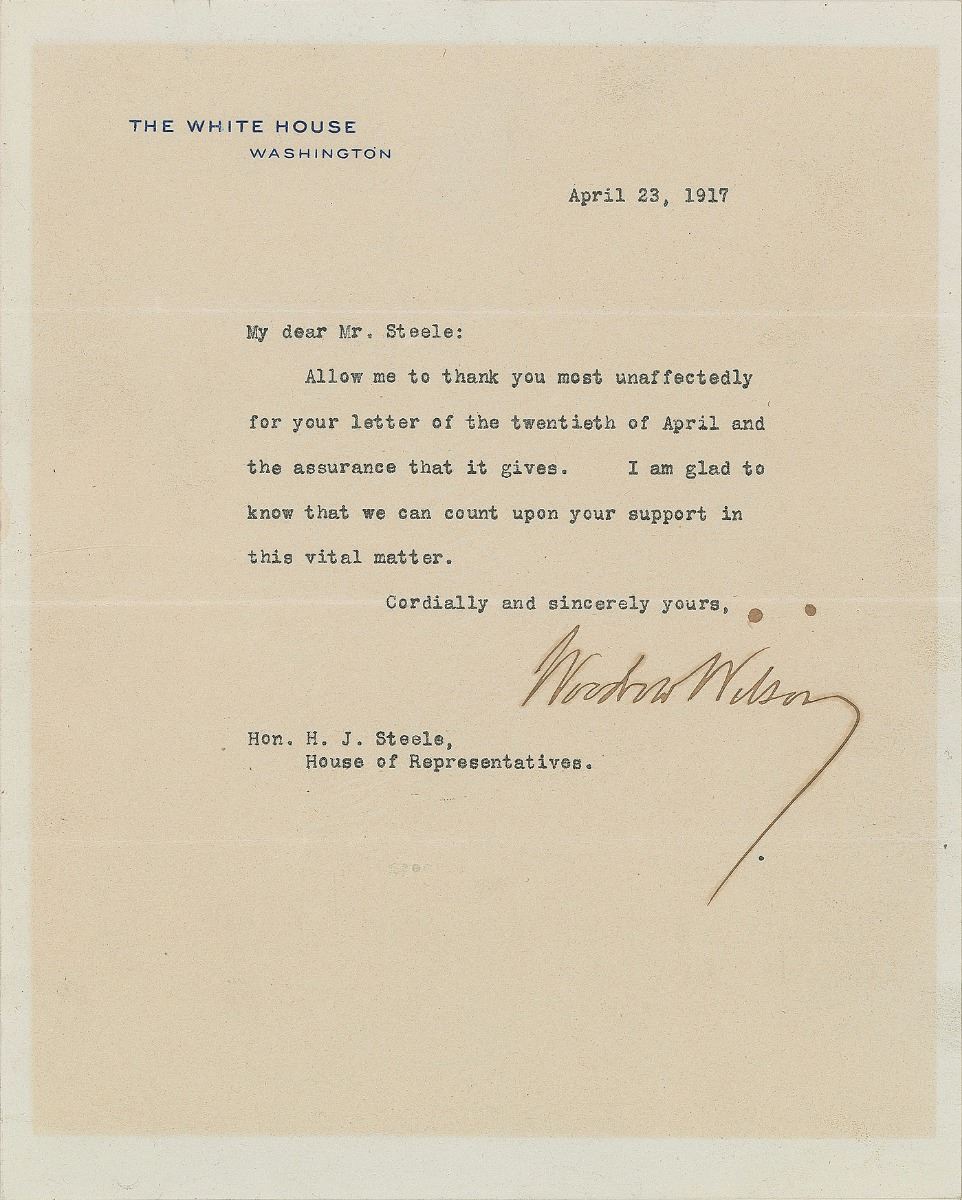 THE WHITE HOUSE
WASHINGTON
April 23, 1917
My dear Mr. Steele:
Allow me to thank you most unaffectedly
for your letter of the twentieth of April and
the assurance that it gives. I am glad to
know that we can count upon your support in
this vital matter.
Cordially and sincerely yours,
Woodrow Wilson
Hon. H. J. Steele,
House of Representatives.